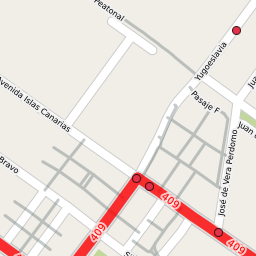 Peatonal
Yugoeslavia
Avenida Islas Canarias
Pasaje F
Bravo
José de Vera Perdomo
409
409
409
409